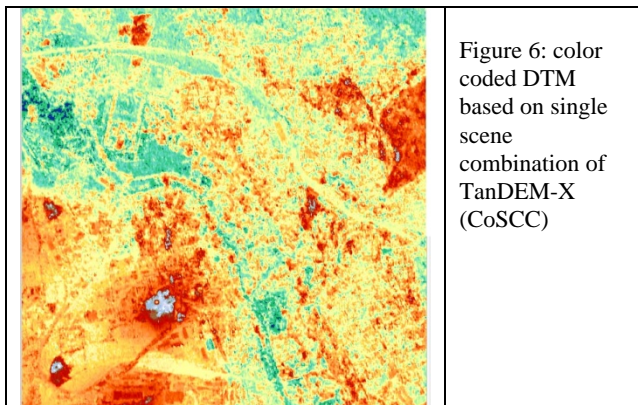 Figure 6: color
coded DTM
based on single
scene
combination of
TanDEM-X
(CoSCC)